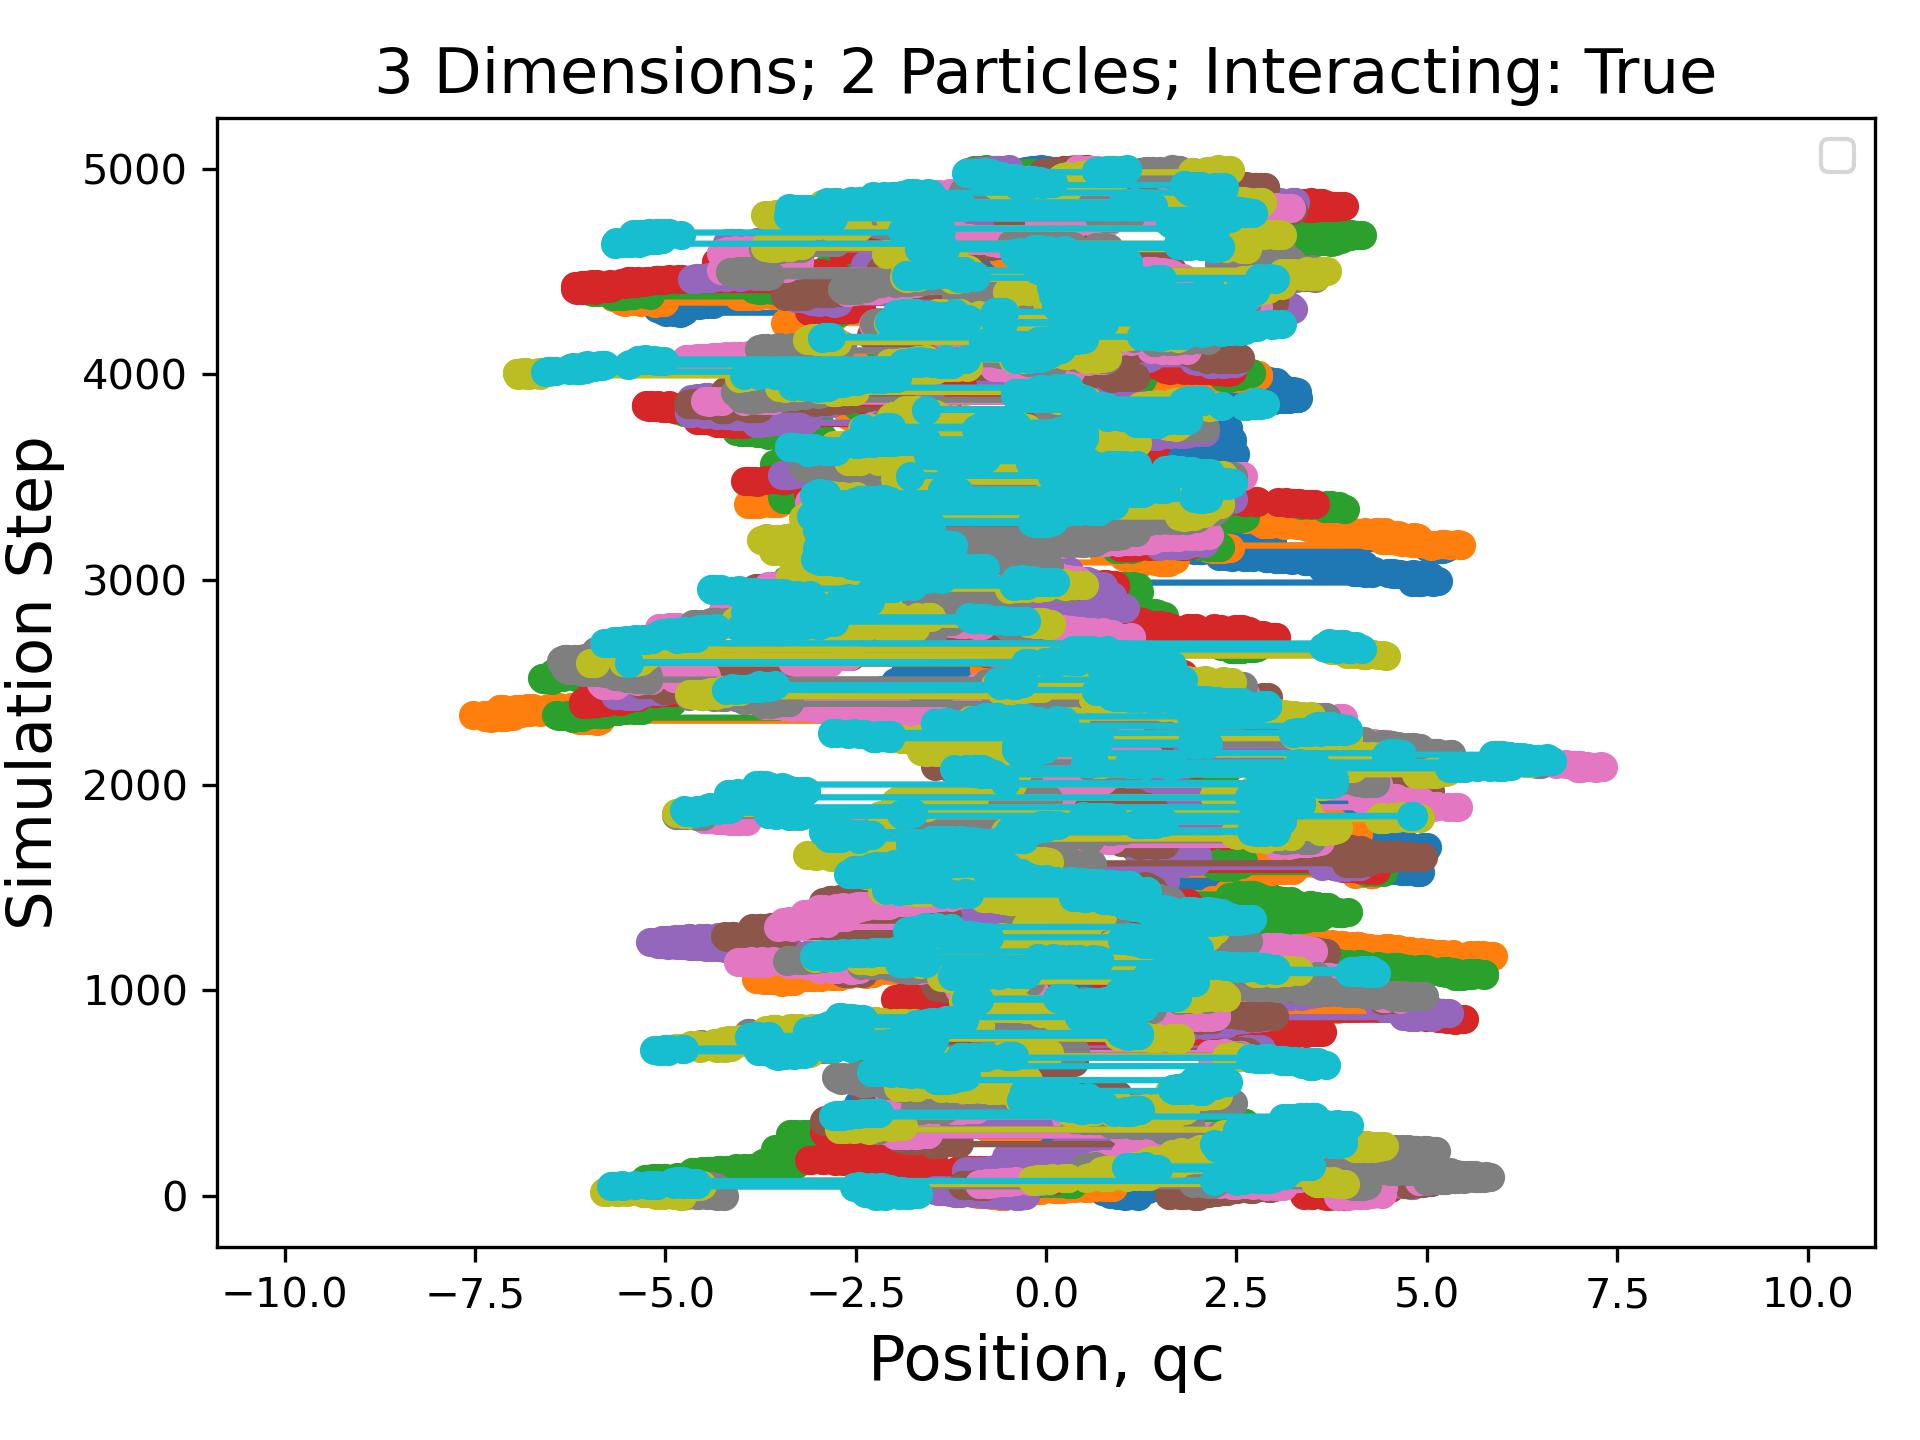 3 Dimensions; 2 Particles; Interacting: True
Simulation Step
5000
4000
3000
2000
1000
0
−10.0 −7.5 −5.0 −2.5 0.0 2.5 5.0 7.5 10.0
Position, qc